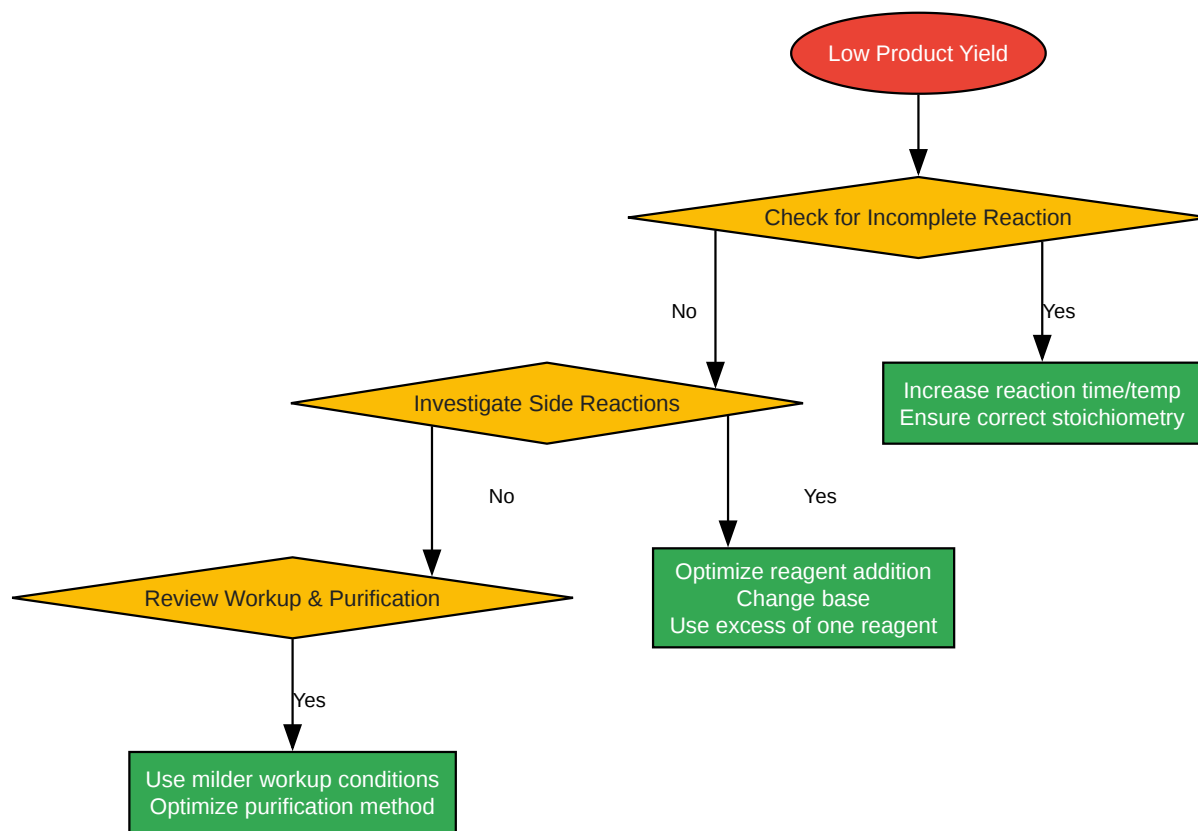 Low Product Yield
Check for Incomplete Reaction
No
Yes
Increase reaction time/temp
Ensure correct stoichiometry
Investigate Side Reactions
No
Yes
Optimize reagent addition
Change base
Use excess of one reagent
Review Workup & Purification
Yes
Use milder workup conditions
Optimize purification method